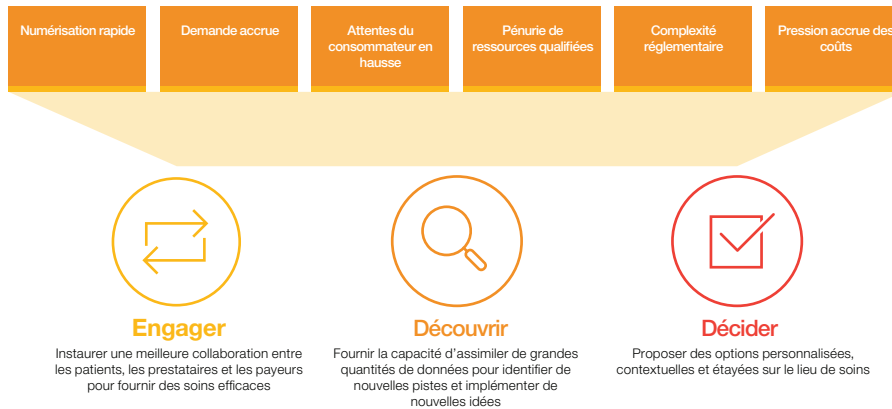 Numérisation rapide
Demande accrue
Attentes du
consommateur en
hausse
Pénurie de
ressources qualifiées
Complexité
réglementaire
Pression accrue des
coûts
Engager
Instaurer une meilleure collaboration entre
les patients, les prestataires et les payeurs
pour fournir des soins efficaces
Découvrir
Fournir la capacité d'assimiler de grandes
quantités de données pour identifier de
nouvelles pistes et implémenter de
nouvelles idées
Décider
Proposer des options personnalisées,
contextuelles et étayées sur le lieu de soins